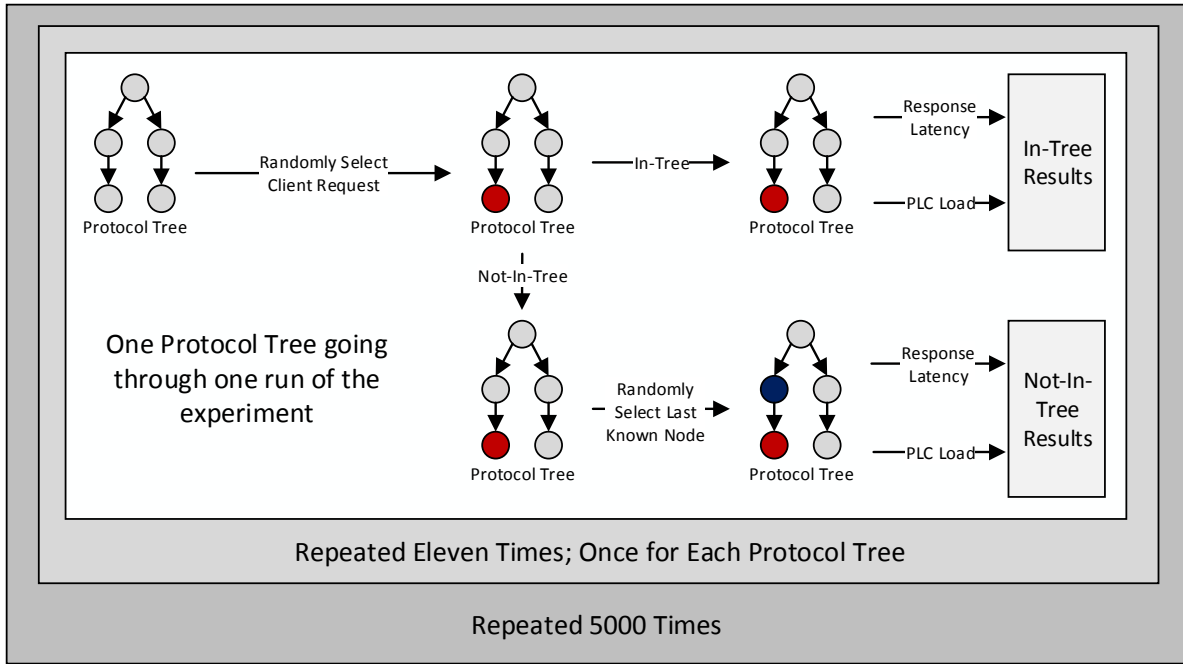 Protocol Tree
Randomly Select
Client Request
Protocol Tree
In-Tree
Protocol Tree
Response
Latency
PLC Load
In-Tree
Results
Not-In-Tree
One Protocol Tree going
through one run of the
experiment
Protocol Tree
Randomly
Select Last
Known Node
Protocol Tree
Response
Latency
PLC Load
Not-In-
Tree
Results
Repeated Eleven Times; Once for Each Protocol Tree
Repeated 5000 Times